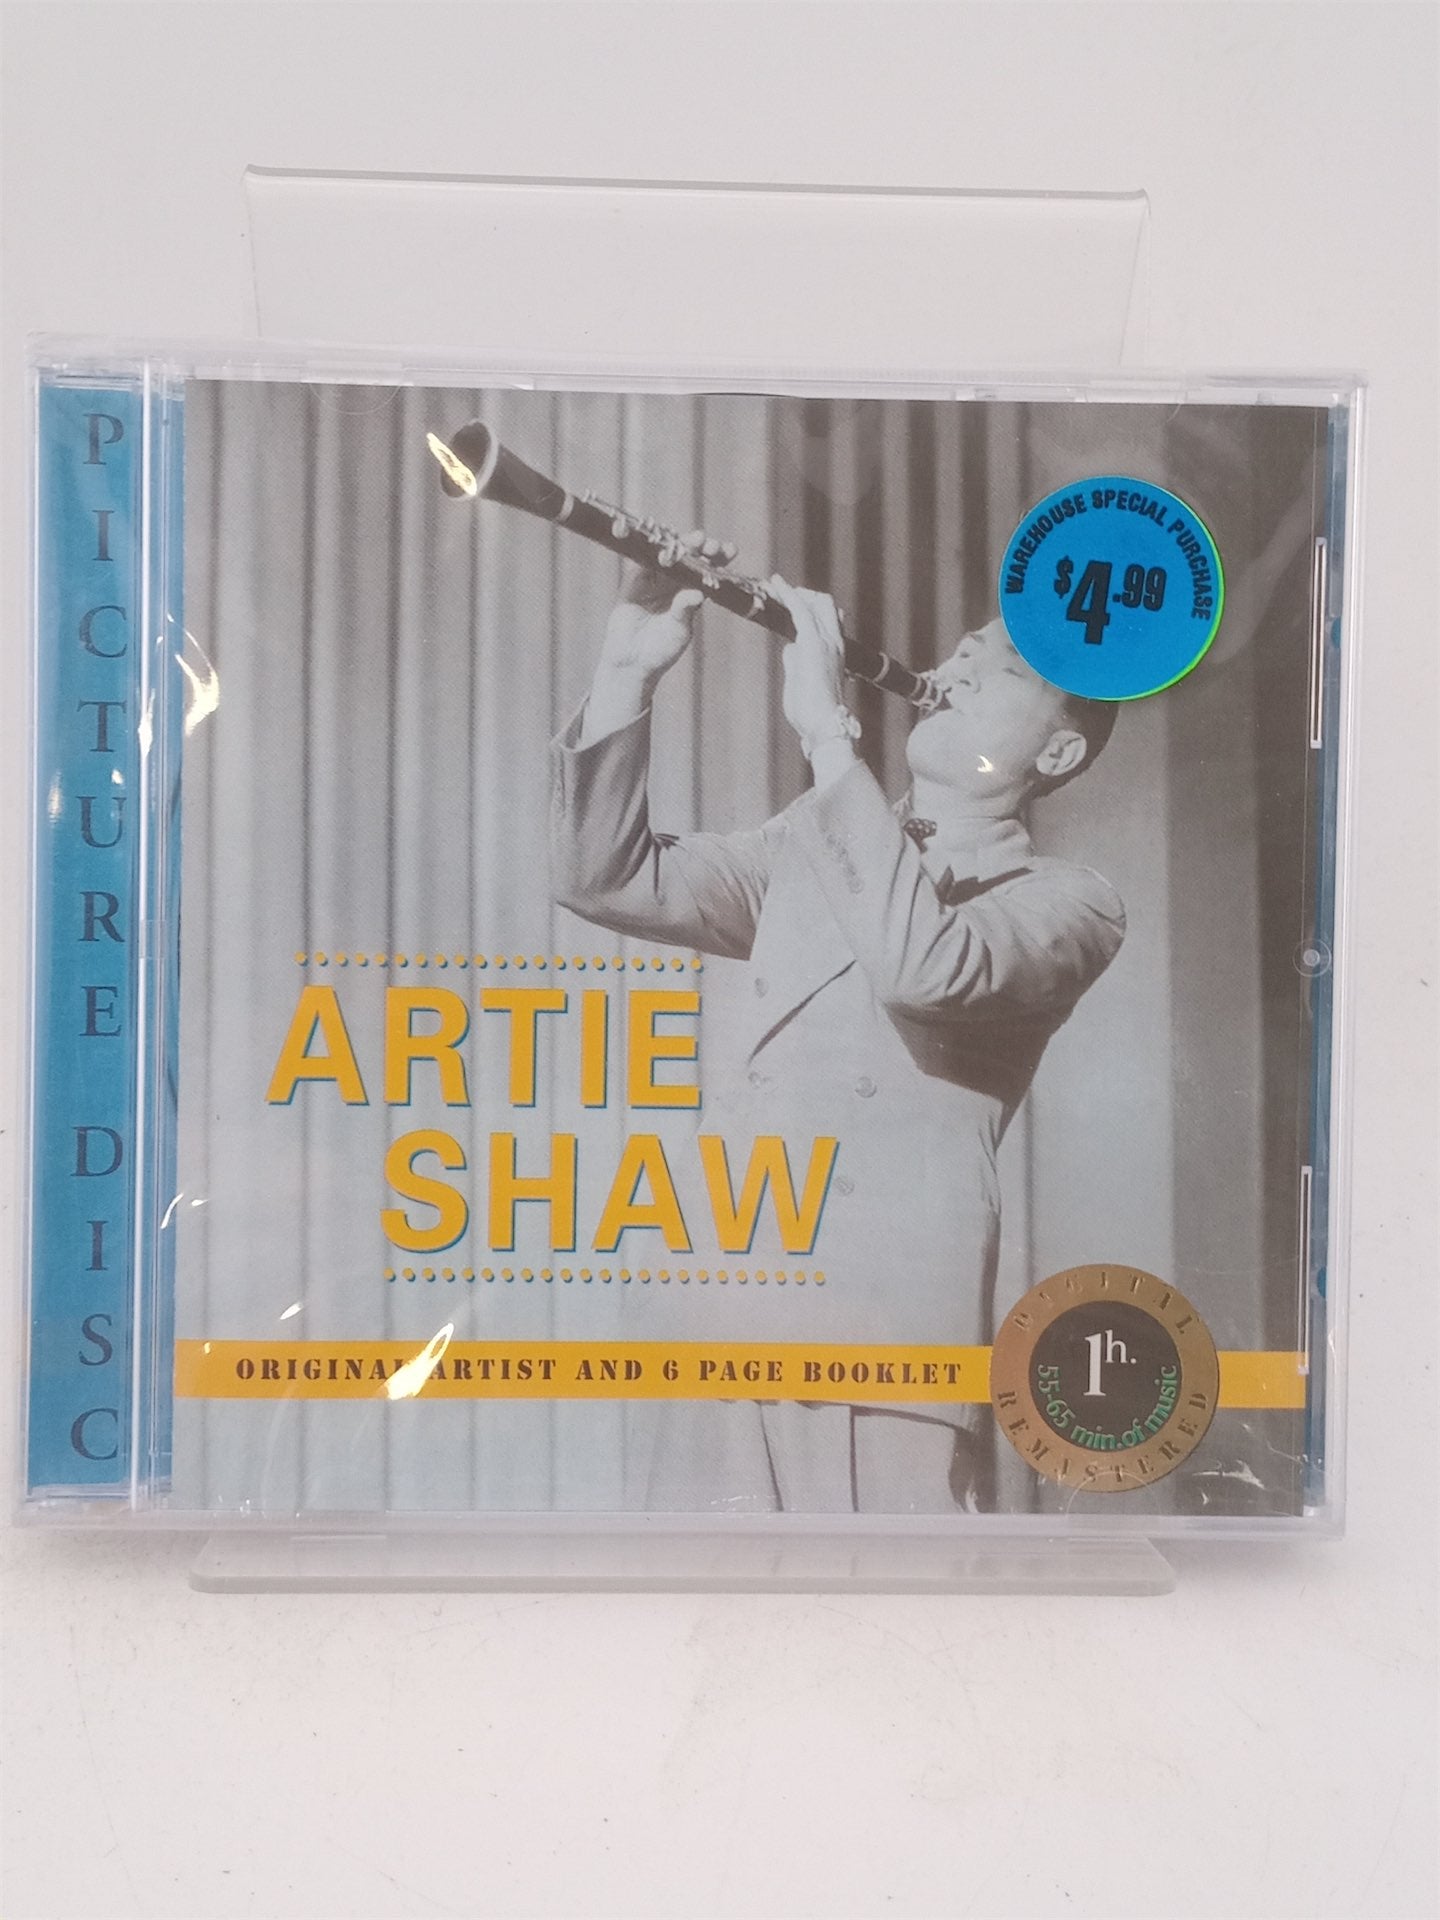 PICTURE DISC
WAREHOUSE SPECIAL PURCHASE
$4.99
ARTIE
SHAW
ORIGINAL ARTIST AND 6 PAGE BOOKLET
DIGITAL
1h.
55-65 min.of music
REMASTERED